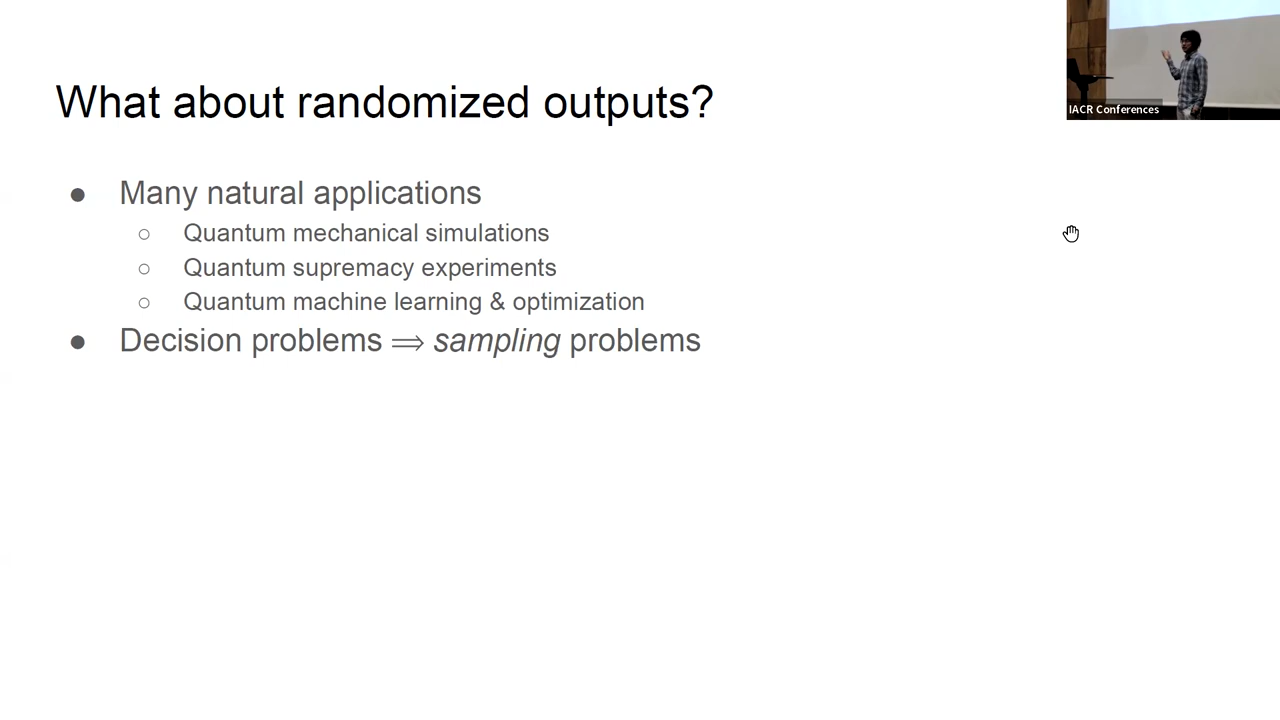 What about randomized outputs?
IACR Conferences
● Many natural applications
○ Quantum mechanical simulations
○ Quantum supremacy experiments
○ Quantum machine learning & optimization
● Decision problems ⟹ sampling problems